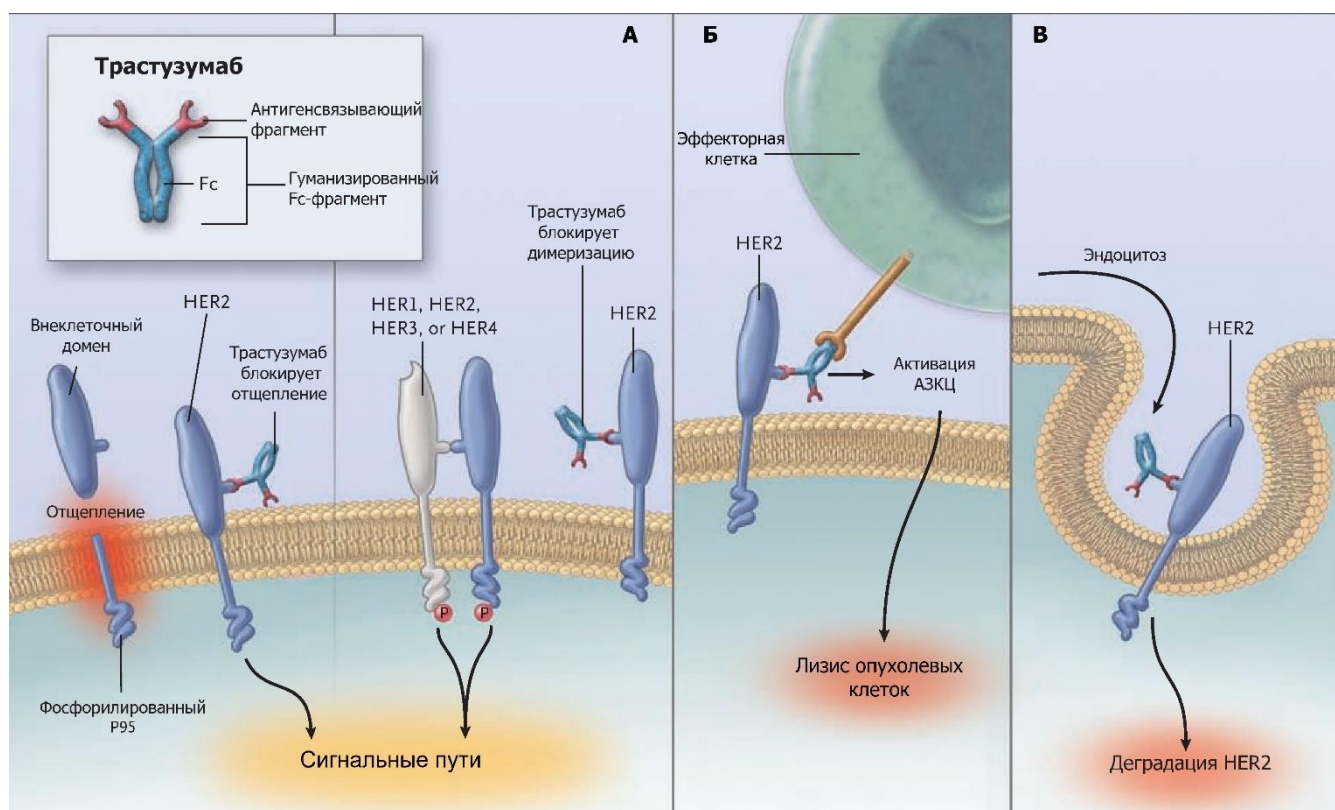 Трастузумаб
Антигенсвязывающий
фрагмент
Fc
Гуманизированный
Fc-фрагмент
А
Внеклеточный
домен
HER2
Трастузумаб
блокирует
отщепление
Отщепление
Фосфорилированный
P95
HER1, HER2,
HER3, or HER4
Трастузумаб
блокирует
димеризацию
HER2
P
P
Сигнальные пути
Б
Эффекторная
клетка
HER2
Активация
АЗКЦ
Лизис опухолевых
клеток
В
Эндоцитоз
HER2
Деградация HER2